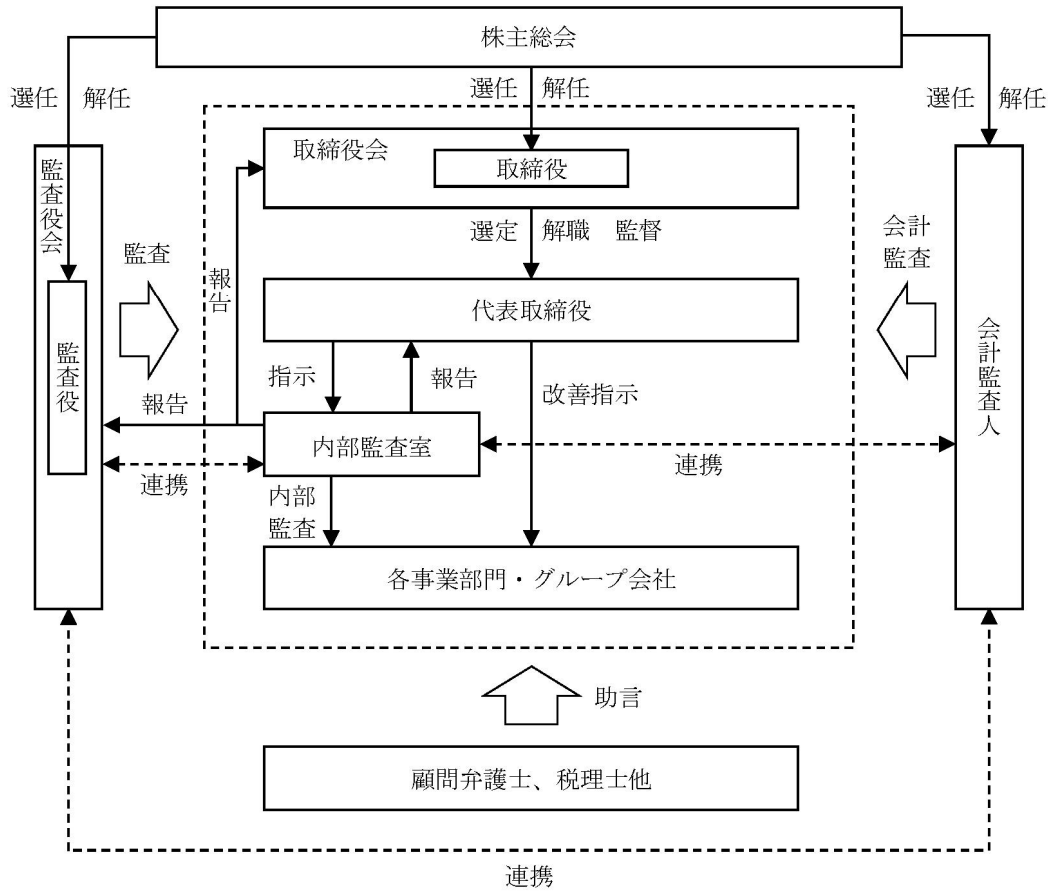 株主総会
選任 解任
選任 解任
選任 解任
取締役会
取締役
監査役会
監査役
監査
報告
選定 解職 監督
会計
監査
代表取締役
会計監査人
指示
報告
改善指示
報告
内部監査室
連携
連携
内部
監査
各事業部門・グループ会社
助言
顧問弁護士、税理士他
連携